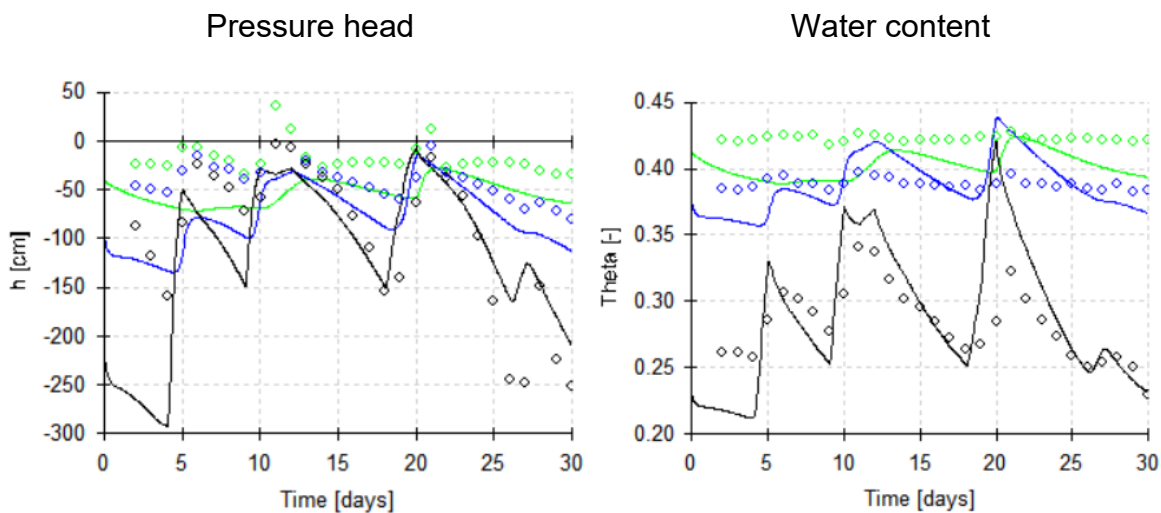 Pressure head
Water content
50
0
-50
-100
-150
-200
-250
-300
h [cm]
0 5 10 15 20 25 30
Time [days]
0.45
0.40
0.35
0.30
0.25
0.20
Theta [-]
0 5 10 15 20 25 30
Time [days]